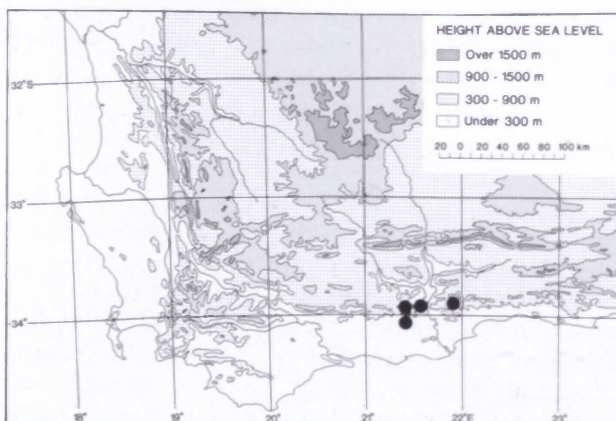 HEIGHT ABOVE SEA LEVEL
Over 1500 m
900 - 1500 m
300 - 900 m
Under 300 m
20 0 20 40 60 80 100 km
32°S
33°
34°
18° 19° 20 21 22°E 23